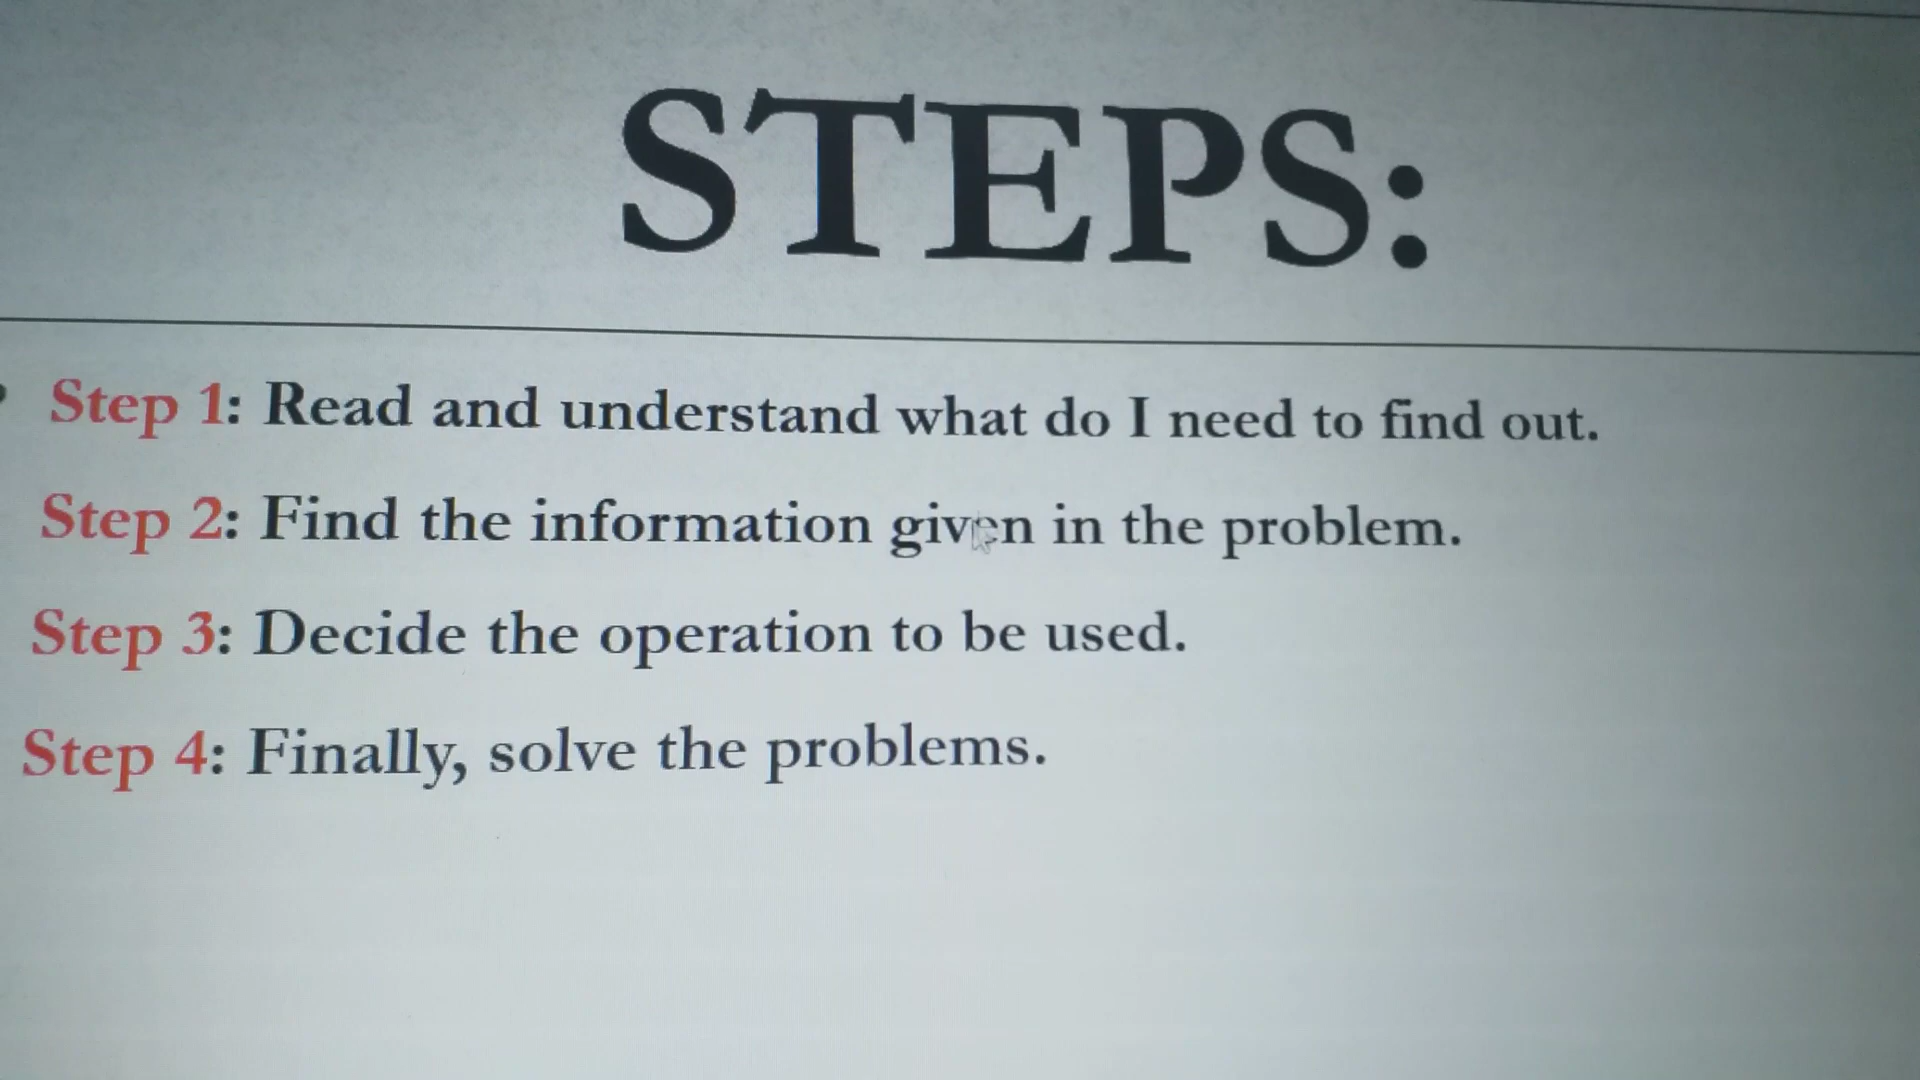 STEPS:
Step 1: Read and understand what do I need to find out.
Step 2: Find the information given in the problem.
Step 3: Decide the operation to be used.
Step 4: Finally, solve the problems.